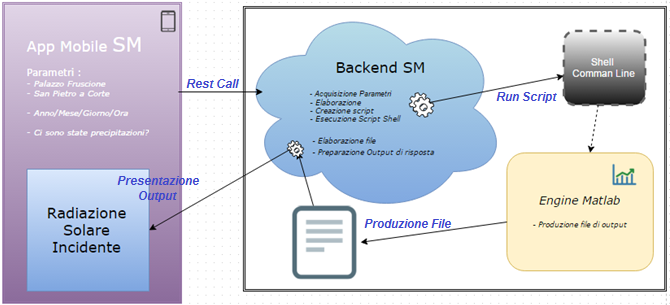 App Mobile SM
Parametri :
- Palazzo Fruscione
- San Pietro a Corte
- Anno/Mese/Giorno/Ora
- Ci sono state precipitazioni?
Radiazione
Solare
Incidente
Rest Call
Presentazione
Output
Backend SM
- Acquisizione Parametri
- Elaborazione
- Creazione script
- Esecuzione Script Shell
- Elaborazione file
- Preparazione Output di risposta
Run Script
Shell
Comman Line
Engine Matlab
- Produzione file di output
Produzione File